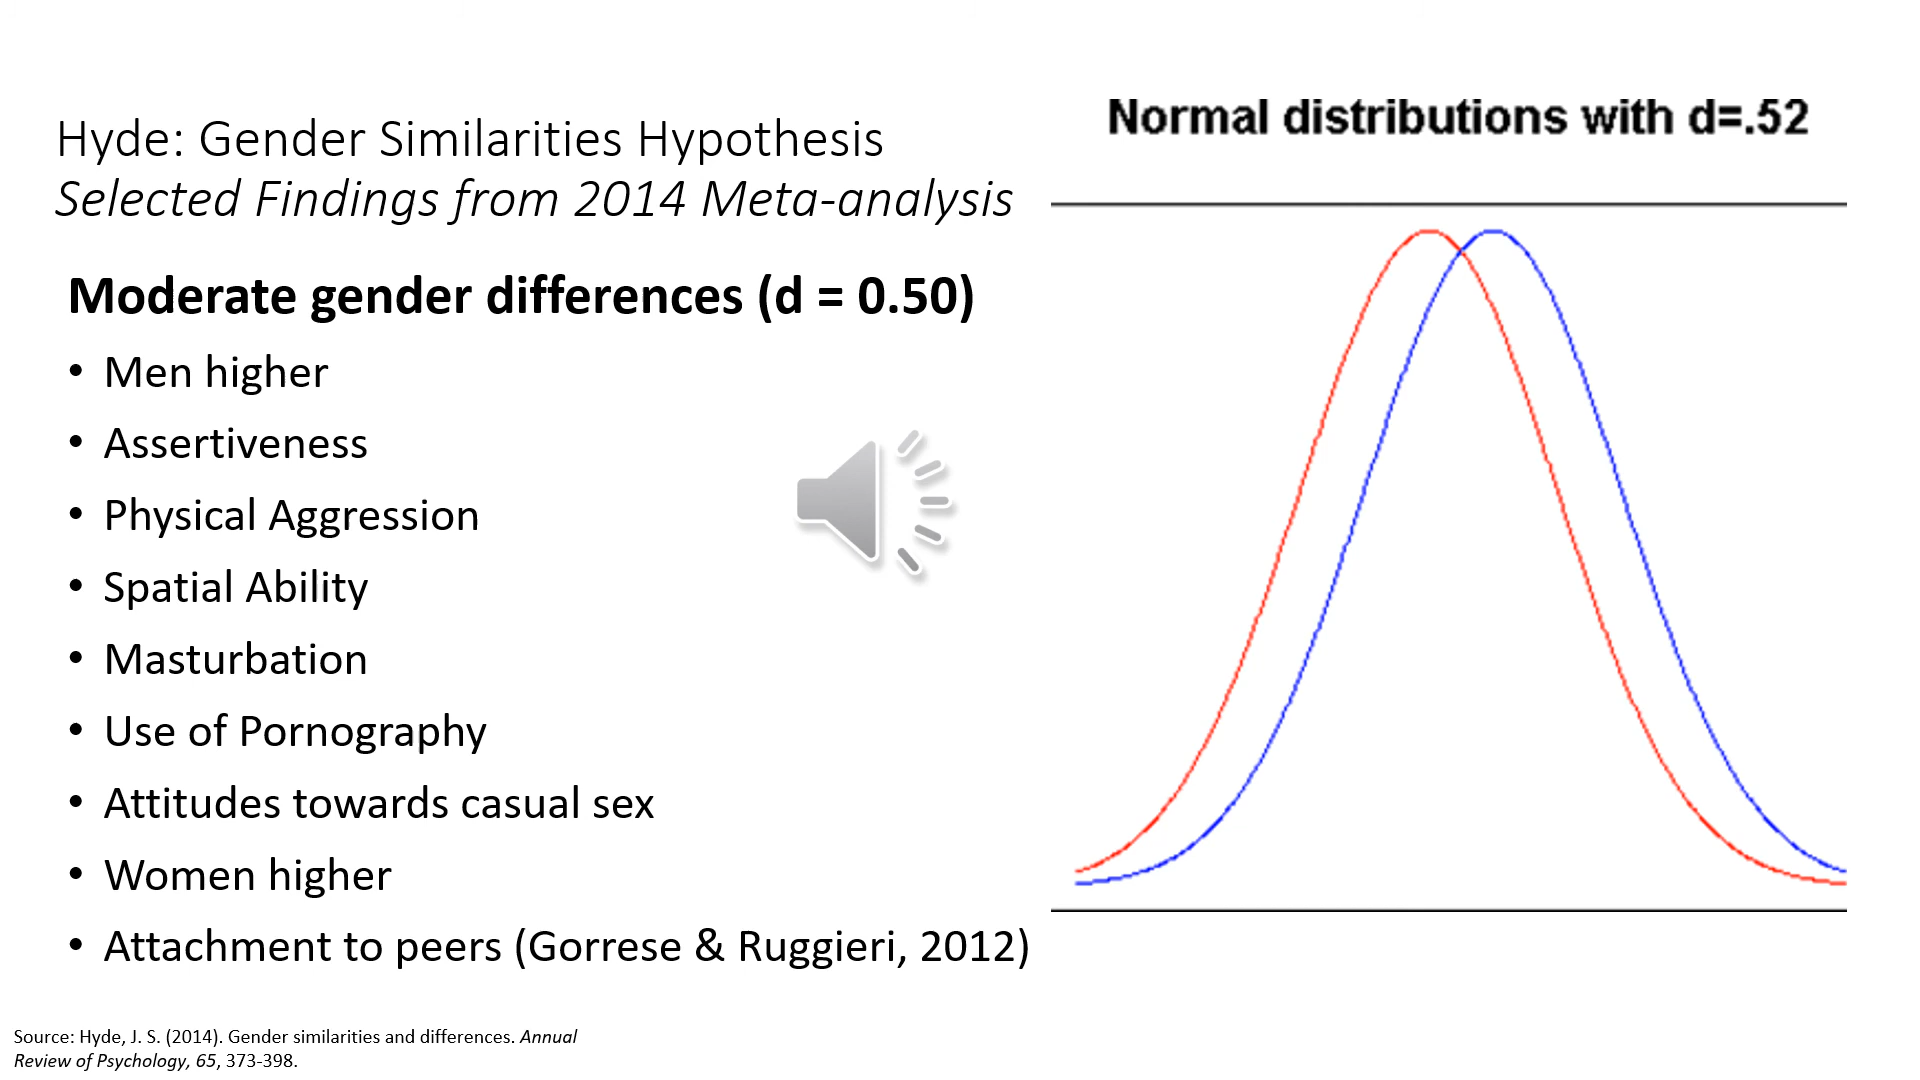 Hyde: Gender Similarities Hypothesis
Selected Findings from 2014 Meta-analysis
Moderate gender differences (d = 0.50)
• Men higher
• Assertiveness
• Physical Aggression
• Spatial Ability
• Masturbation
• Use of Pornography
• Attitudes towards casual sex
• Women higher
• Attachment to peers (Gorrese & Ruggieri, 2012)
Normal distributions with d=.52
Source: Hyde, J. S. (2014). Gender similarities and differences. Annual
Review of Psychology, 65, 373-398.